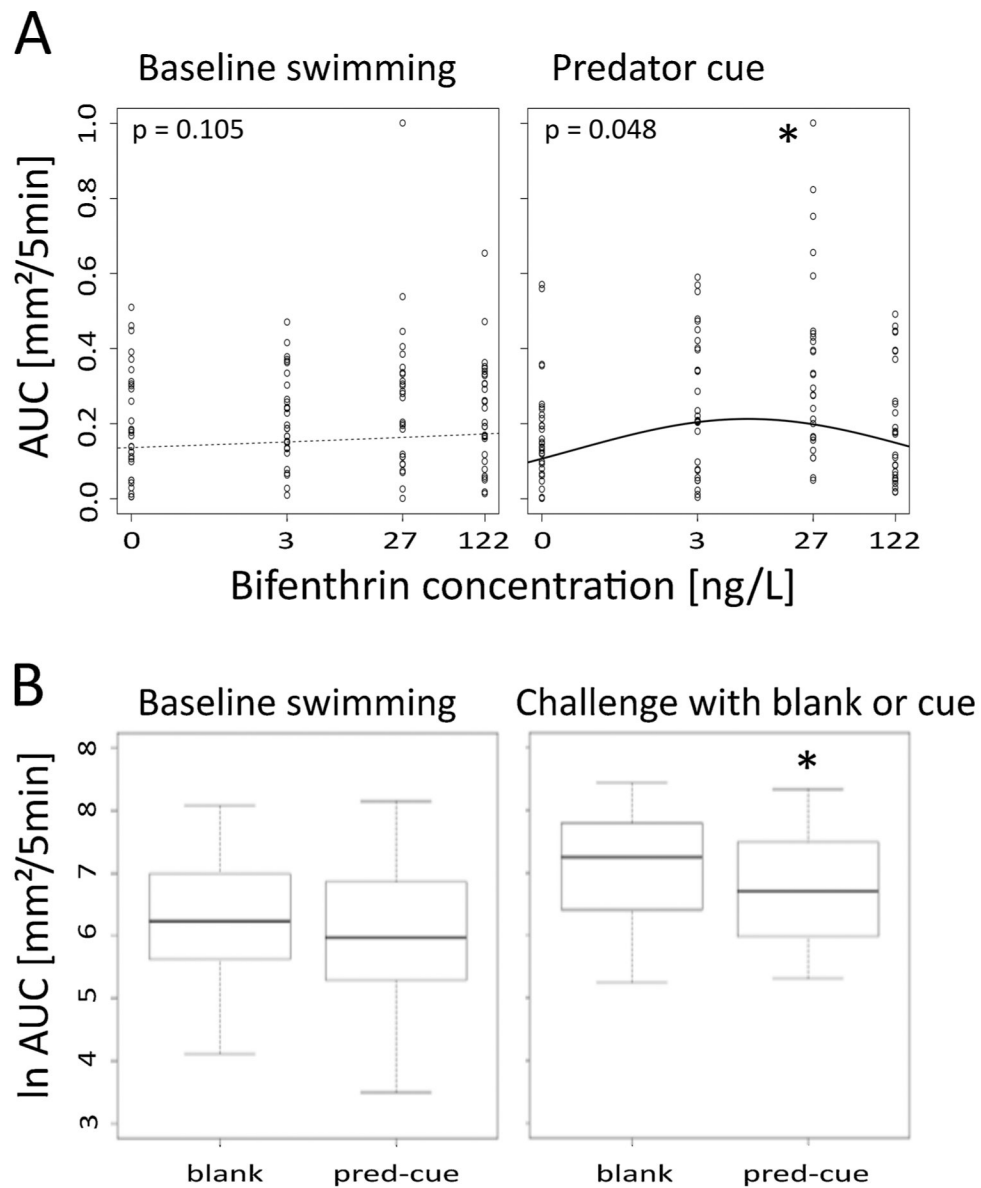 A
Baseline swimming
Predator cue
p = 0.105
p = 0.048
*
AUC [mm²/5min]
1.0
0.8
0.6
0.4
0.2
0.0
0 3 27 122
0 3 27 122
Bifenthrin concentration [ng/L]
B
Baseline swimming
Challenge with blank or cue
*
ln AUC [mm²/5min]
8
8
7
6
5
4
3
blank pred-cue
blank pred-cue